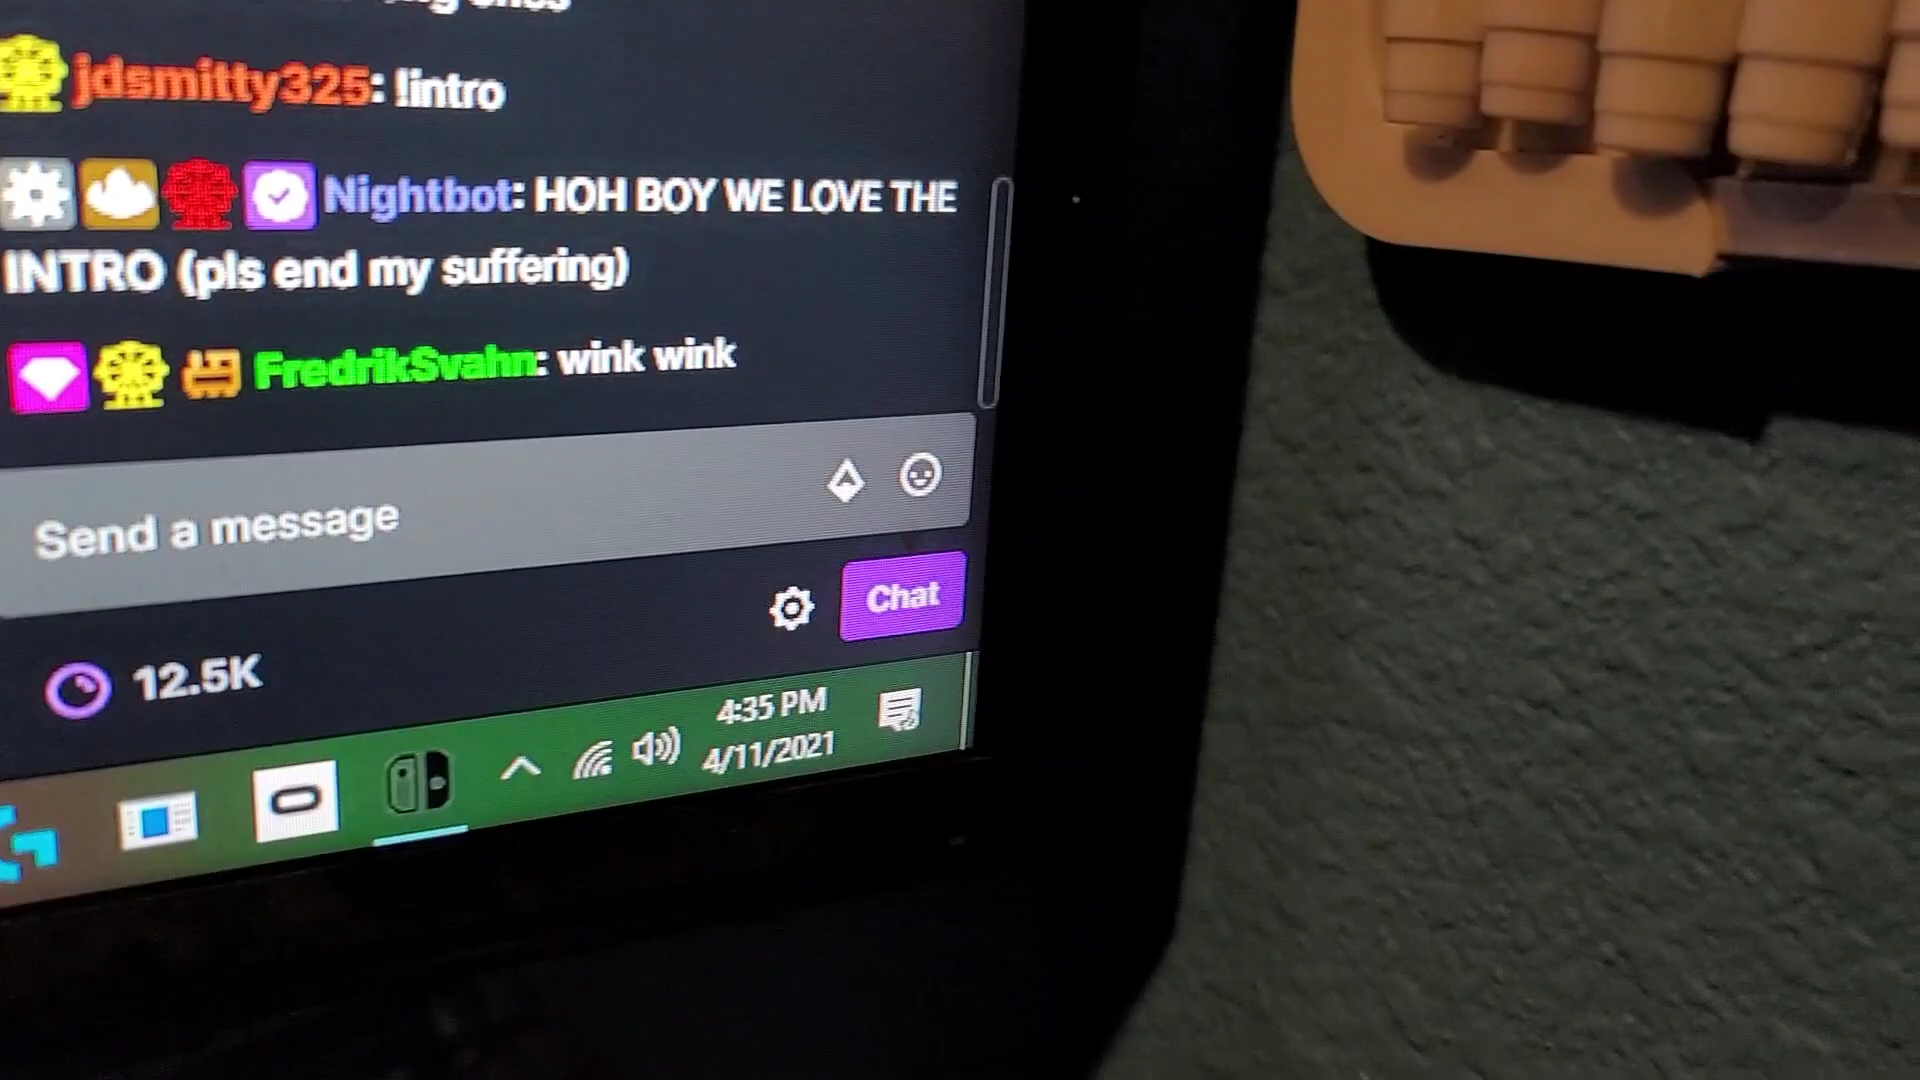 jdsmitty325: !intro
Nightbot: HOH BOY WE LOVE THE
INTRO (pls end my suffering)
FredrikSvahn: wink wink
Send a message
Chat
12.5K
4:35 PM
4/11/2021